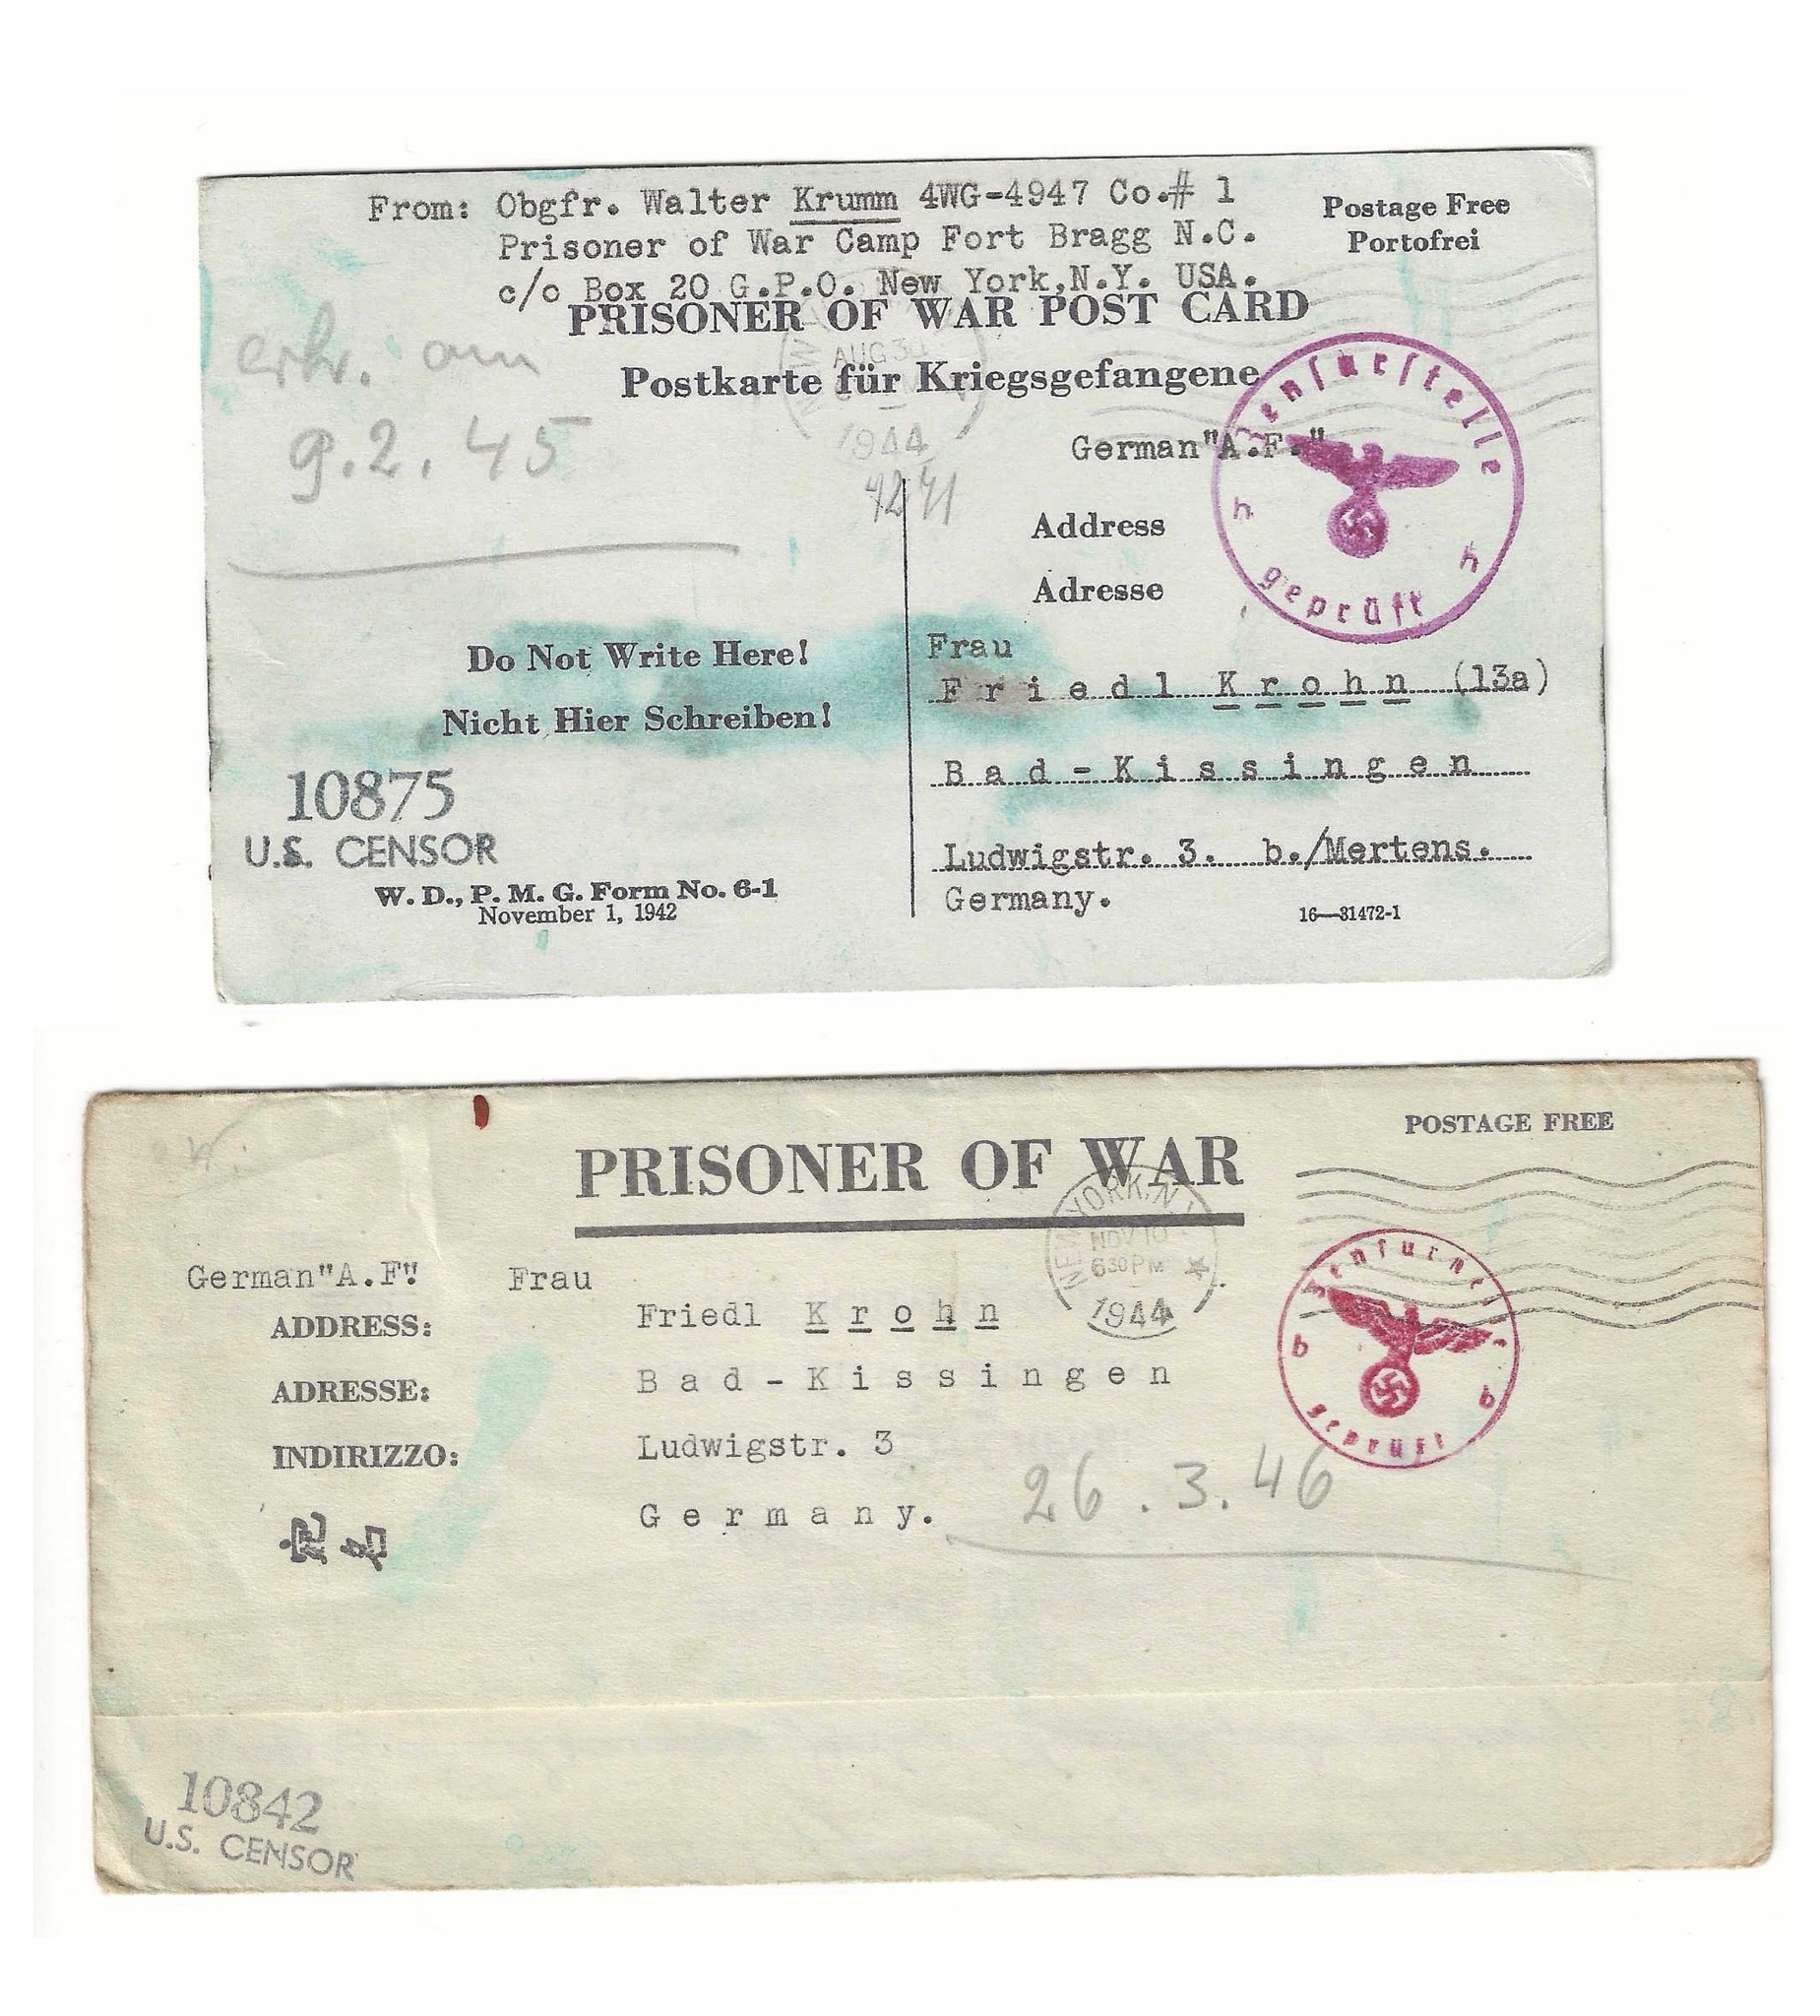 From: Obgfr. Walter Krumm 4WG-4947 Co.# 1
Prisoner of War Camp Fort Bragg N.C.
c/o Box 20 G.P.O. New York,N.Y. USA.
Postage Free
Portofrei
PRISONER OF WAR POST CARD
Postkarte für Kriegsgefangene
AUG 3
1944
erh. am
9.2.45
German"A.F."
Zensurstelle
h h
geprüft
Address
Adresse
Do Not Write Here!
Nicht Hier Schreiben!
Frau
Friedl Krohn (13a)
Bad-Kissingen
Ludwigstr. 3. b./Mertens.
Germany.
10875
U.S. CENSOR
W. D., P. M. G. Form No. 6-1
November 1, 1942
16—31472-1
POSTAGE FREE
PRISONER OF WAR
NEW YORK, N.Y.
NOV 10
630 PM
1944
German"A.F"
Frau
ADDRESS:
Friedl Krohn
ADRESSE:
Bad-Kissingen
INDIRIZZO:
Ludwigstr. 3
Germany.
26.3.46
b b
geprüft
10842
U.S. CENSOR